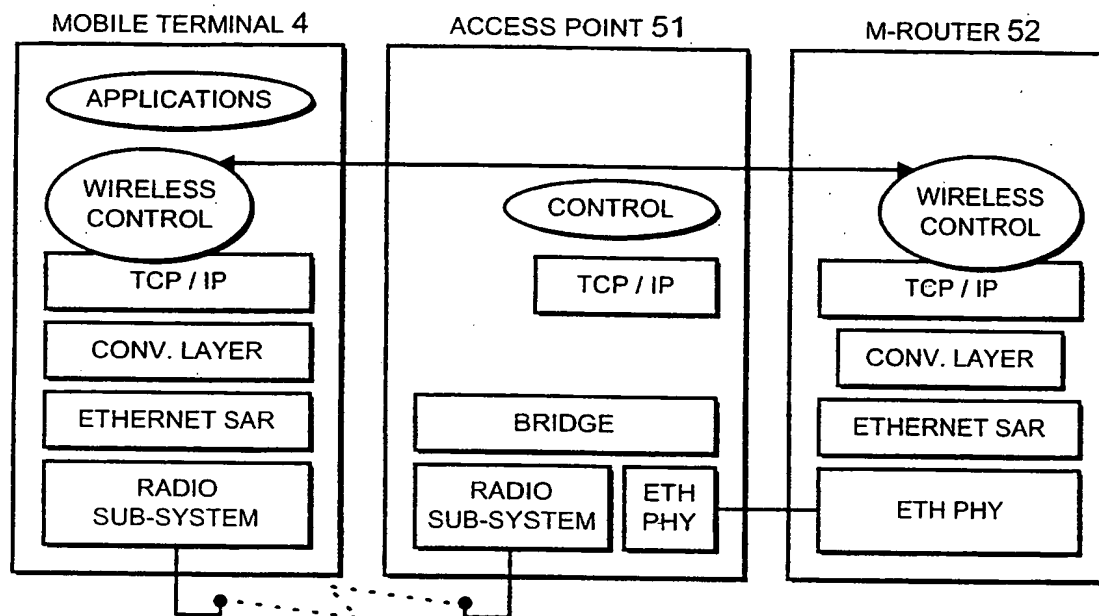 MOBILE TERMINAL 4
APPLICATIONS
WIRELESS
CONTROL
TCP / IP
CONV. LAYER
ETHERNET SAR
RADIO
SUB-SYSTEM
ACCESS POINT 51
CONTROL
TCP / IP
BRIDGE
RADIO
SUB-SYSTEM
ETH
PHY
M-ROUTER 52
WIRELESS
CONTROL
TCP / IP
CONV. LAYER
ETHERNET SAR
ETH PHY